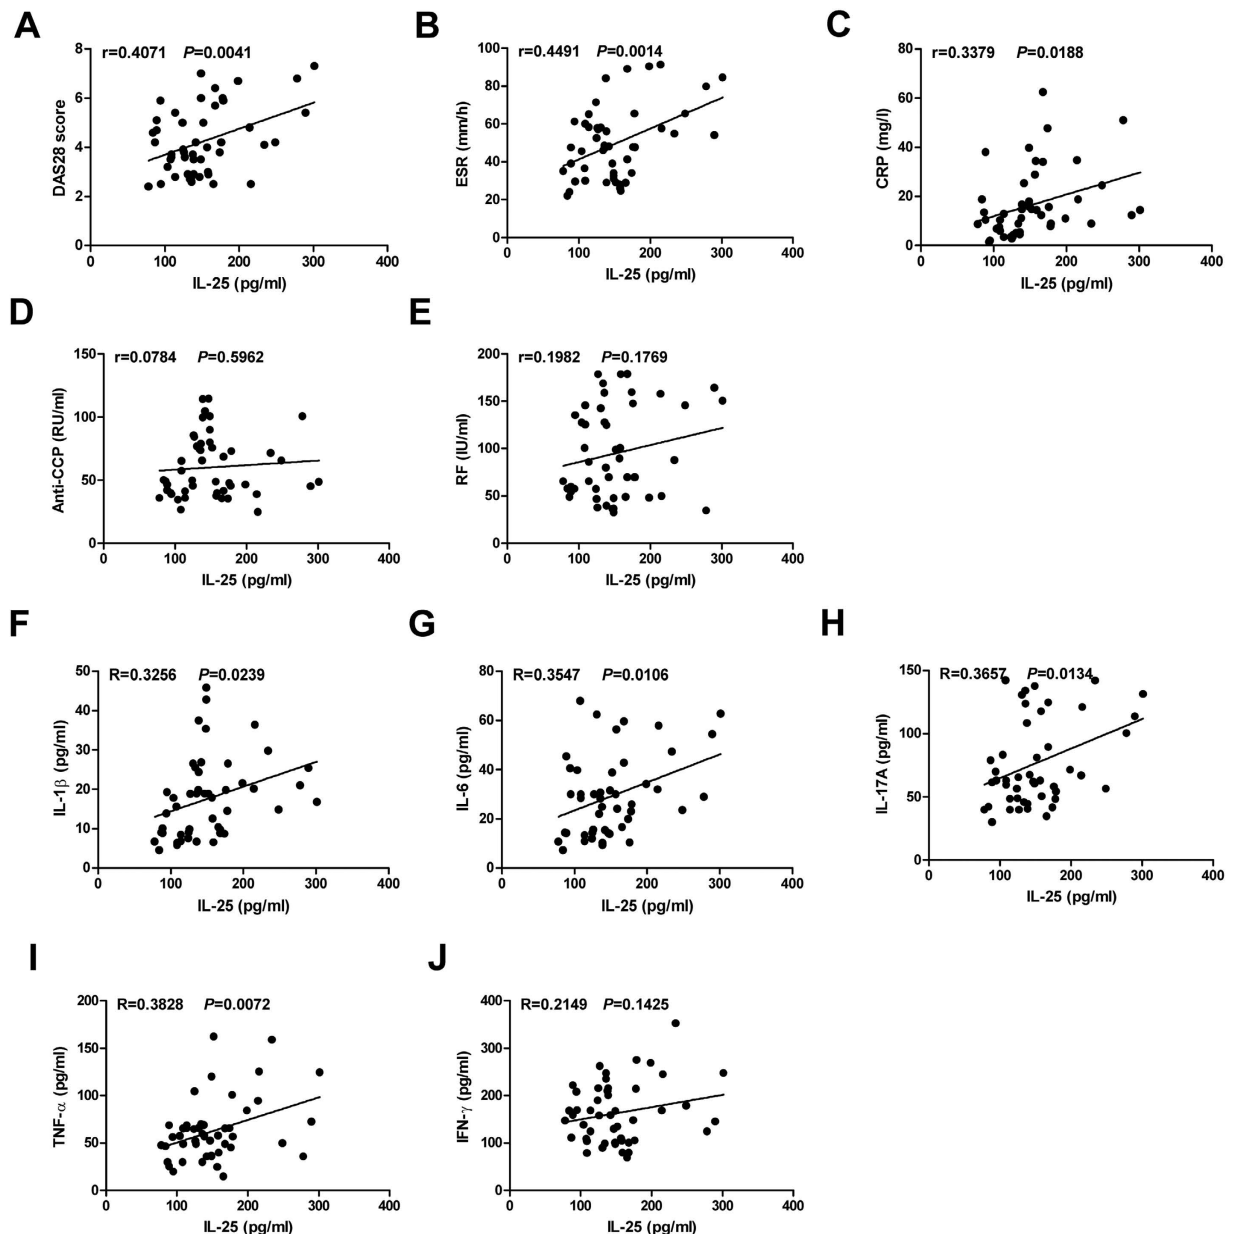 A
r=0.4071 P=0.0041
DAS28 score
8
6
4
2
0
0 100 200 300 400
IL-25 (pg/ml)
B
r=0.4491 P=0.0014
ESR (mm/h)
100
80
60
40
20
0
0 100 200 300 400
IL-25 (pg/ml)
C
r=0.3379 P=0.0188
CRP (mg/l)
80
60
40
20
0
0 100 200 300 400
IL-25 (pg/ml)
D
r=0.0784 P=0.5962
Anti-CCP (RU/ml)
150
100
50
0
0 100 200 300 400
IL-25 (pg/ml)
E
r=0.1982 P=0.1769
RF (IU/ml)
200
150
100
50
0
0 100 200 300 400
IL-25 (pg/ml)
F
R=0.3256 P=0.0239
IL-1β (pg/ml)
50
40
30
20
10
0
0 100 200 300 400
IL-25 (pg/ml)
G
R=0.3547 P=0.0106
IL-6 (pg/ml)
80
60
40
20
0
0 100 200 300 400
IL-25 (pg/ml)
H
R=0.3657 P=0.0134
IL-17A (pg/ml)
150
100
50
0
0 100 200 300 400
IL-25 (pg/ml)
I
R=0.3828 P=0.0072
TNF-α (pg/ml)
200
150
100
50
0
0 100 200 300 400
IL-25 (pg/ml)
J
R=0.2149 P=0.1425
IFN-γ (pg/ml)
400
300
200
100
0
0 100 200 300 400
IL-25 (pg/ml)